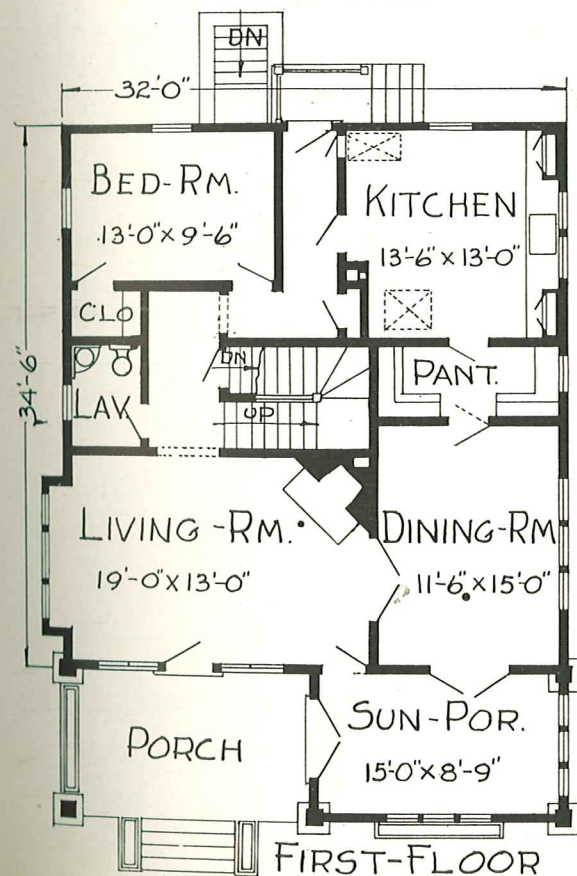 DN
32'-0"
BED-RM.
13'-0" X 9'-6"
KITCHEN
13'-6" X 13'-0"
CLO
34'-6"
LAV.
DN
UP
PANT.
LIVING-RM.
19'-0" X 13'-0"
DINING-RM
11'-6" X 15'-0"
PORCH
SUN-POR.
15'-0" X 8'-9"
FIRST-FLOOR